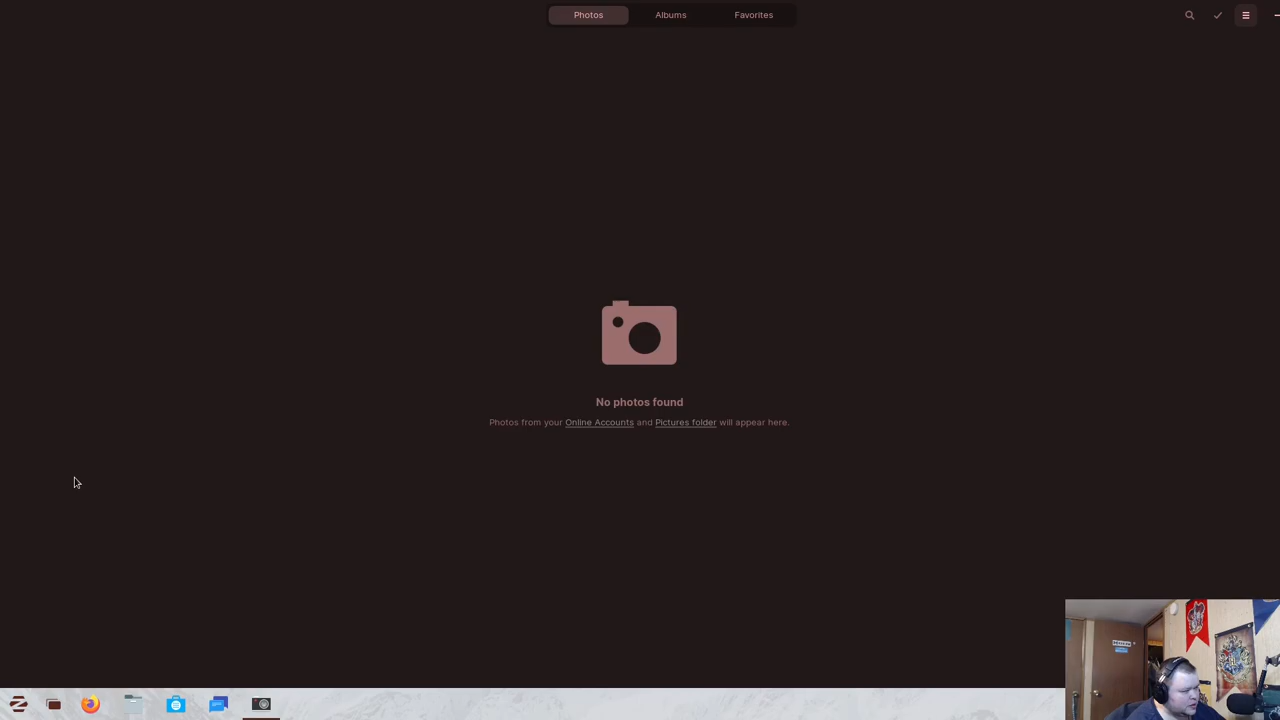 Photos
Albums
Favorites
No photos found
Photos from your Online Accounts and Pictures folder will appear here.